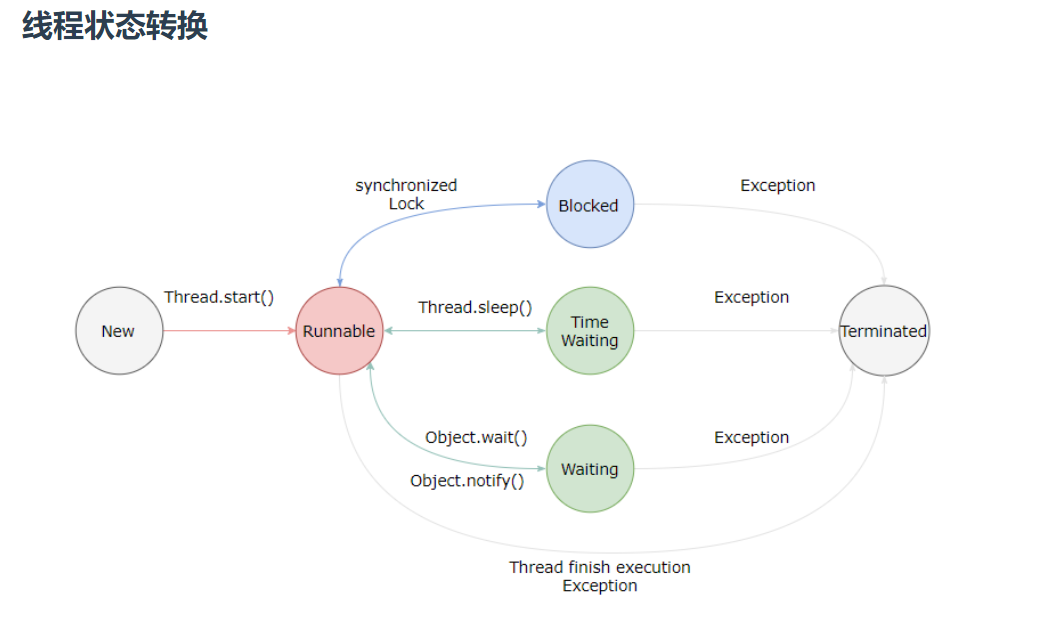 线程状态转换
synchronized
Lock
Blocked
Exception
Thread.start()
Thread.sleep()
Exception
New
Runnable
Time
Waiting
Terminated
Object.wait()
Exception
Object.notify()
Waiting
Thread finish execution
Exception